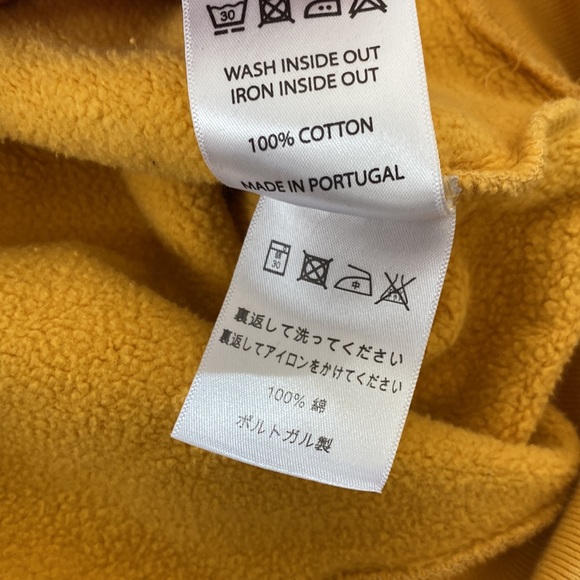 30
WASH INSIDE OUT
IRON INSIDE OUT
100% COTTON
MADE IN PORTUGAL
弱 30 中
裏返して洗ってください
裏返してアイロンをかけてください
100% 綿
ポルトガル製